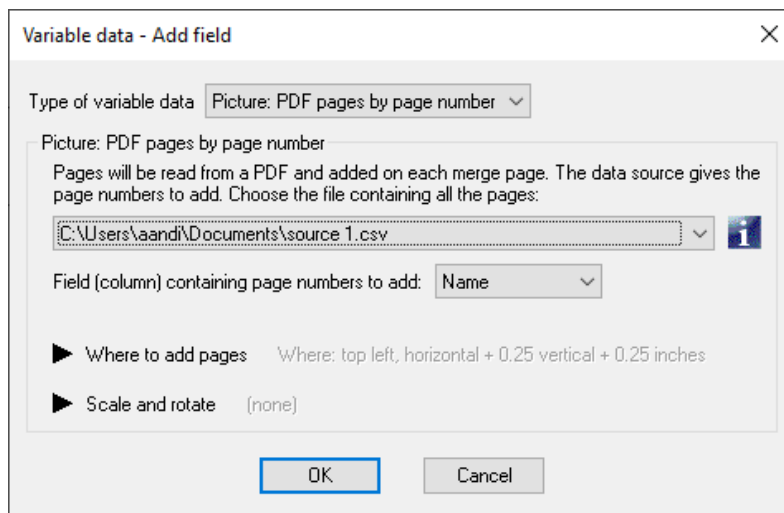 Variable data - Add field
Type of variable data Picture: PDF pages by page number
Picture: PDF pages by page number
Pages will be read from a PDF and added on each merge page. The data source gives the
page numbers to add. Choose the file containing all the pages:
C:\Users\aandi\Documents\source 1.csv
i
Field (column) containing page numbers to add: Name
Where to add pages Where: top left, horizontal + 0.25 vertical + 0.25 inches
Scale and rotate (none)
OK Cancel